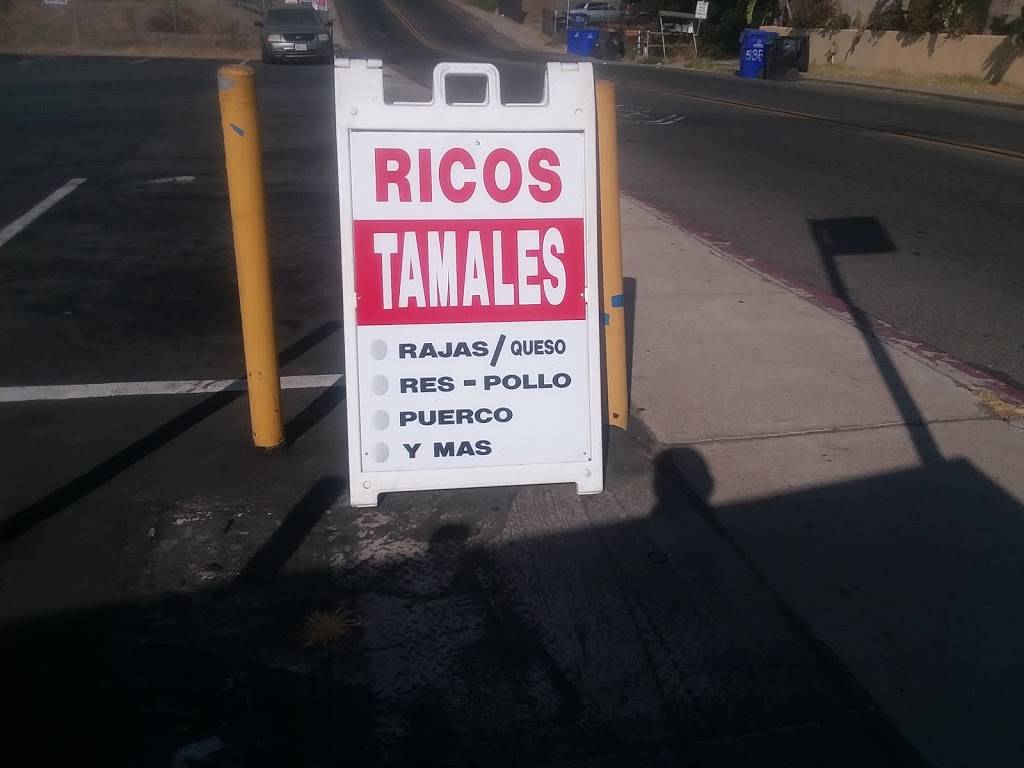 RICOS
TAMALES
RAJAS/QUESO
RES - POLLO
PUERCO
Y MAS